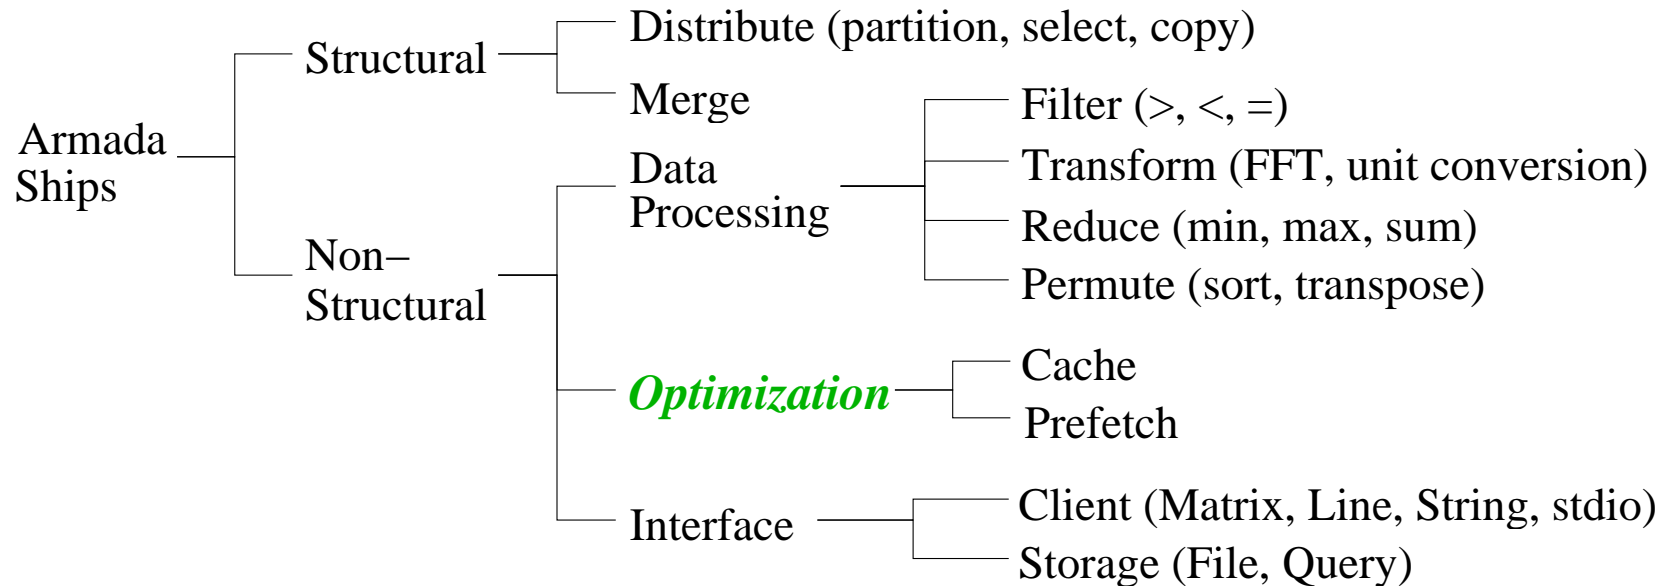 Armada
Ships
Structural
Distribute (partition, select, copy)
Merge
Non−
Structural
Data
Processing
Filter (>, <, =)
Transform (FFT, unit conversion)
Reduce (min, max, sum)
Permute (sort, transpose)
Optimization
Cache
Prefetch
Interface
Client (Matrix, Line, String, stdio)
Storage (File, Query)